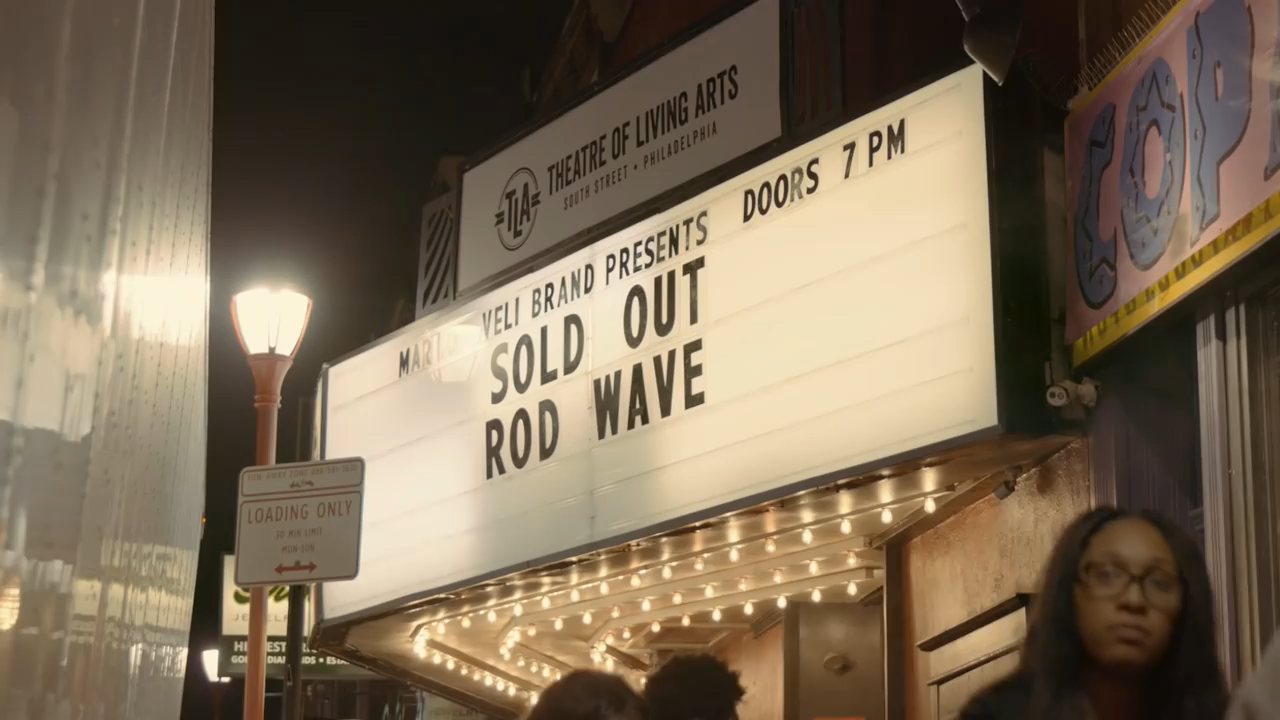 TLA
THEATRE OF LIVING ARTS
SOUTH STREET • PHILADELPHIA
DOORS 7 PM
VELI BRAND PRESENTS
SOLD OUT
ROD WAVE
COP
LOADING ONLY
30 MIN LIMIT
MON-SUN